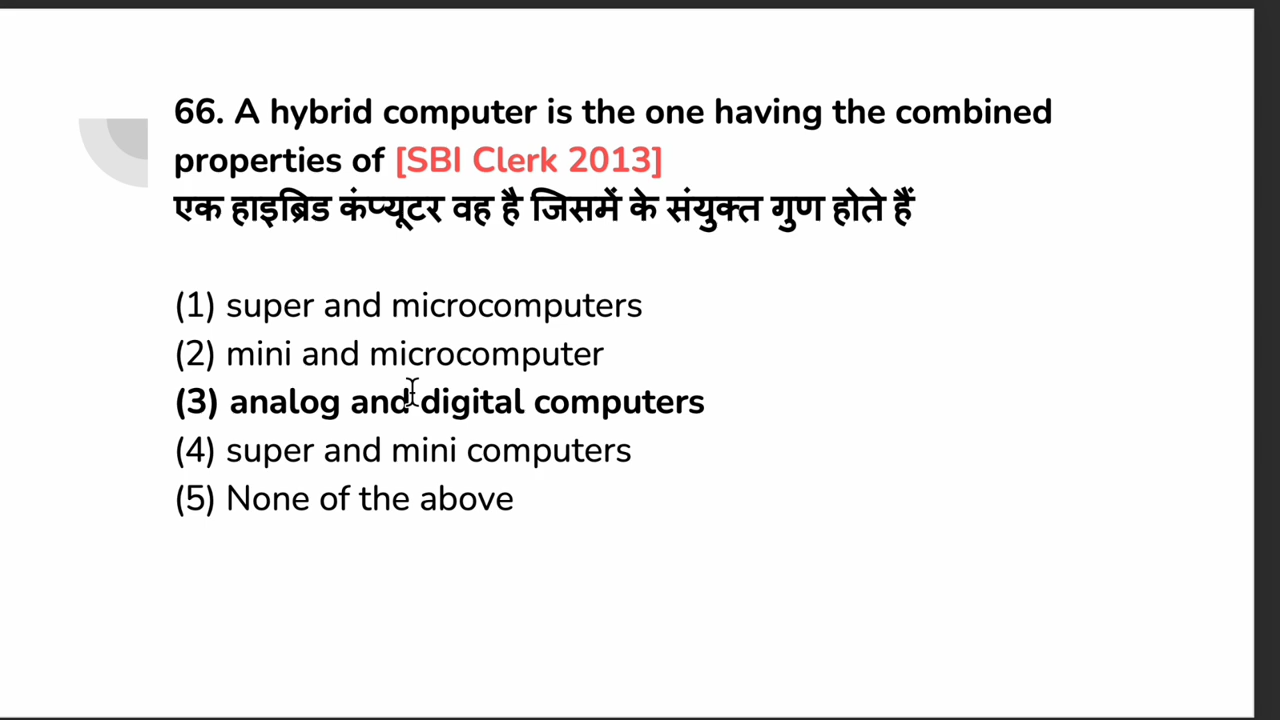 66. A hybrid computer is the one having the combined
properties of [SBI Clerk 2013]
एक हाइब्रिड कंप्यूटर वह है जिसमें के संयुक्त गुण होते हैं
(1) super and microcomputers
(2) mini and microcomputer
(3) analog and digital computers
(4) super and mini computers
(5) None of the above